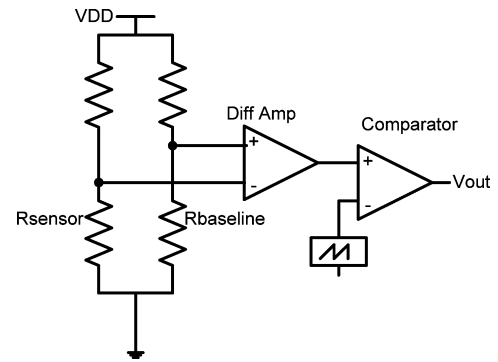 VDD
Diff Amp
Comparator
+
-
+
-
Vout
Rsensor
Rbaseline